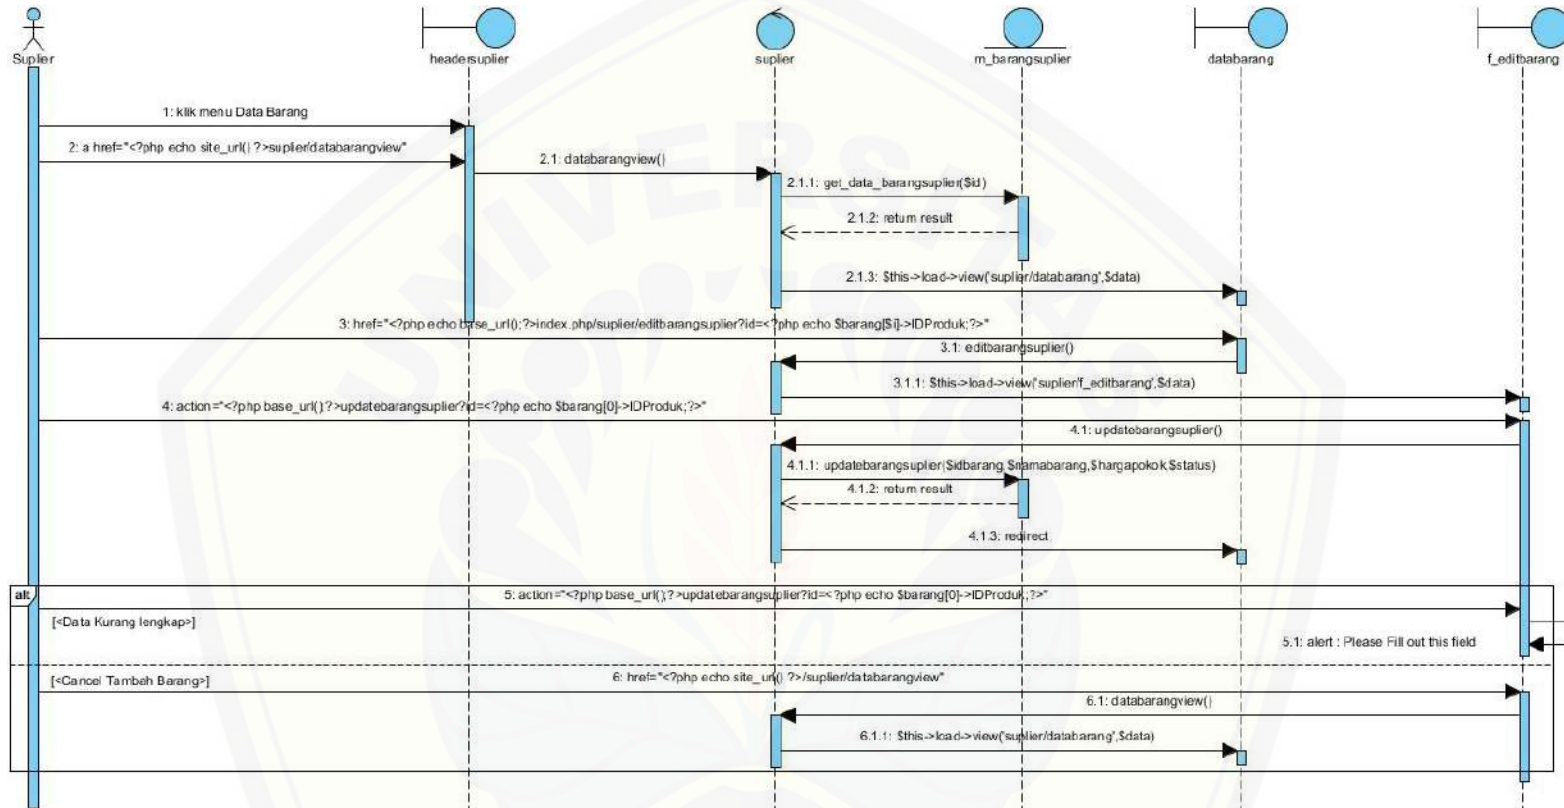 Suplier
headersuplier
suplier
m_barangsuplier
databarang
f_editbarang
1: klik menu Data Barang
2: a href="<?php echo site_url() ?>suplier/databarangview"
2.1: databarangview()
2.1.1: get_data_barangsuplier($id)
2.1.2: return result
2.1.3: $this->load->view('suplier/databarang',$data)
3: href="<?php echo base_url();?>index.php/suplier/editbarangsuplier?id=<?php echo $barang[$i]->IDProduk;?>"
3.1: editbarangsuplier()
3.1.1: $this->load->view('suplier/f_editbarang',$data)
4: action="<?php base_url();?>updatebarangsuplier?id=<?php echo $barang[0]->IDProduk;?>"
4.1: updatebarangsuplier()
4.1.1: updatebarangsuplier($idbarang,$namabarang,$hargapokok,$status)
4.1.2: return result
4.1.3: redirect
alt
5: action="<?php base_url();?>updatebarangsuplier?id=<?php echo $barang[0]->IDProduk;?>"
[<Data Kurang lengkap>]
5.1: alert : Please Fill out this field
[<Cancel Tambah Barang>]
6: href="<?php echo site_url() ?>/suplier/databarangview"
6.1: databarangview()
6.1.1: $this->load->view('suplier/databarang',$data)
UNIVERSITAS